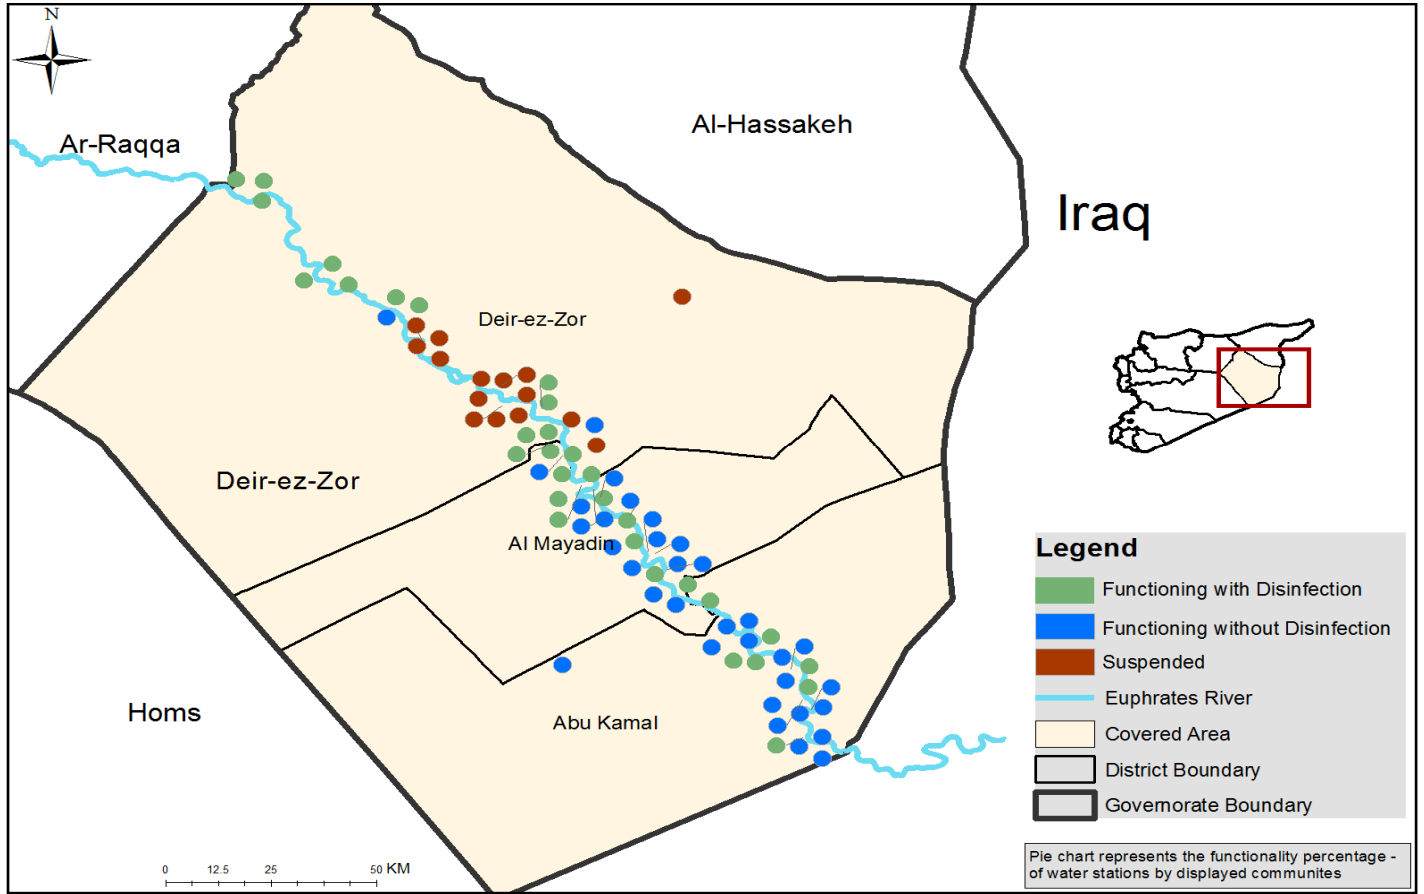 N
Ar-Raqqa
Al-Hassakeh
Iraq
Deir-ez-Zor
Deir-ez-Zor
Al Mayadin
Homs
Abu Kamal
Legend
Functioning with Disinfection
Functioning without Disinfection
Suspended
Euphrates River
Covered Area
District Boundary
Governorate Boundary
Pie chart represents the functionality percentage -
of water stations by displayed communites
0 12.5 25 50 KM